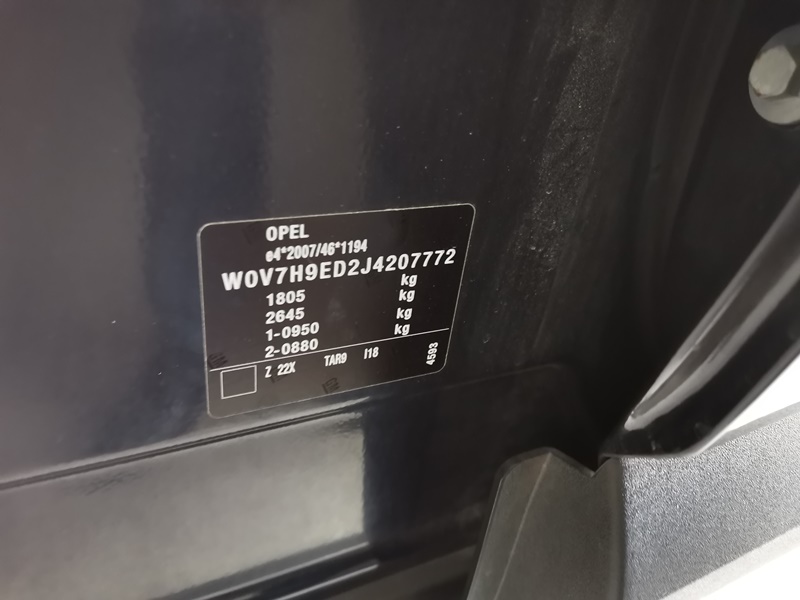 OPEL
e4*2007/46*1194
W0V7H9ED2J4207772
1805 kg
2645 kg
1-0950 kg
2-0880 kg
Z 22X TAR9 I18 4593